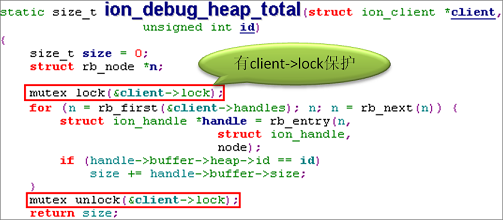 static size_t ion_debug_heap_total(struct ion_client *client,
unsigned int id)
{
size_t size = 0;
struct rb_node *n;
有client->lock保护
mutex_lock(&client->lock);
for (n = rb_first(&client->handles); n; n = rb_next(n)) {
struct ion_handle *handle = rb_entry(n,
struct ion_handle,
node);
if (handle->buffer->heap->id == id)
size += handle->buffer->size;
}
mutex_unlock(&client->lock);
return size;